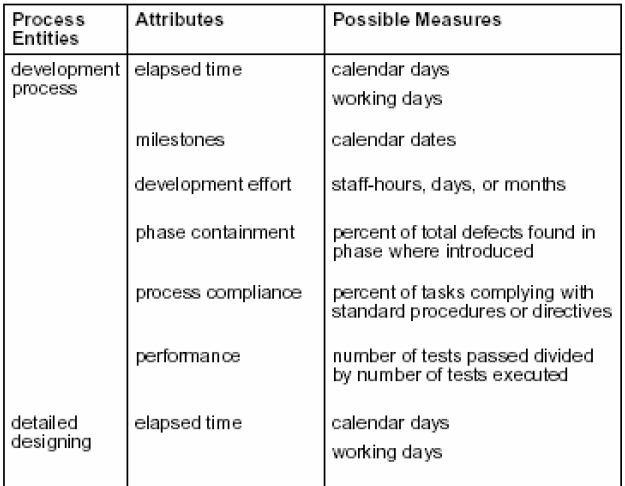 Process Entities Attributes Possible Measures
development process elapsed time calendar days
working days
milestones calendar dates
development effort staff-hours, days, or months
phase containment percent of total defects found in
phase where introduced
process compliance percent of tasks complying with
standard procedures or directives
performance number of tests passed divided
by number of tests executed
detailed designing elapsed time calendar days
working days